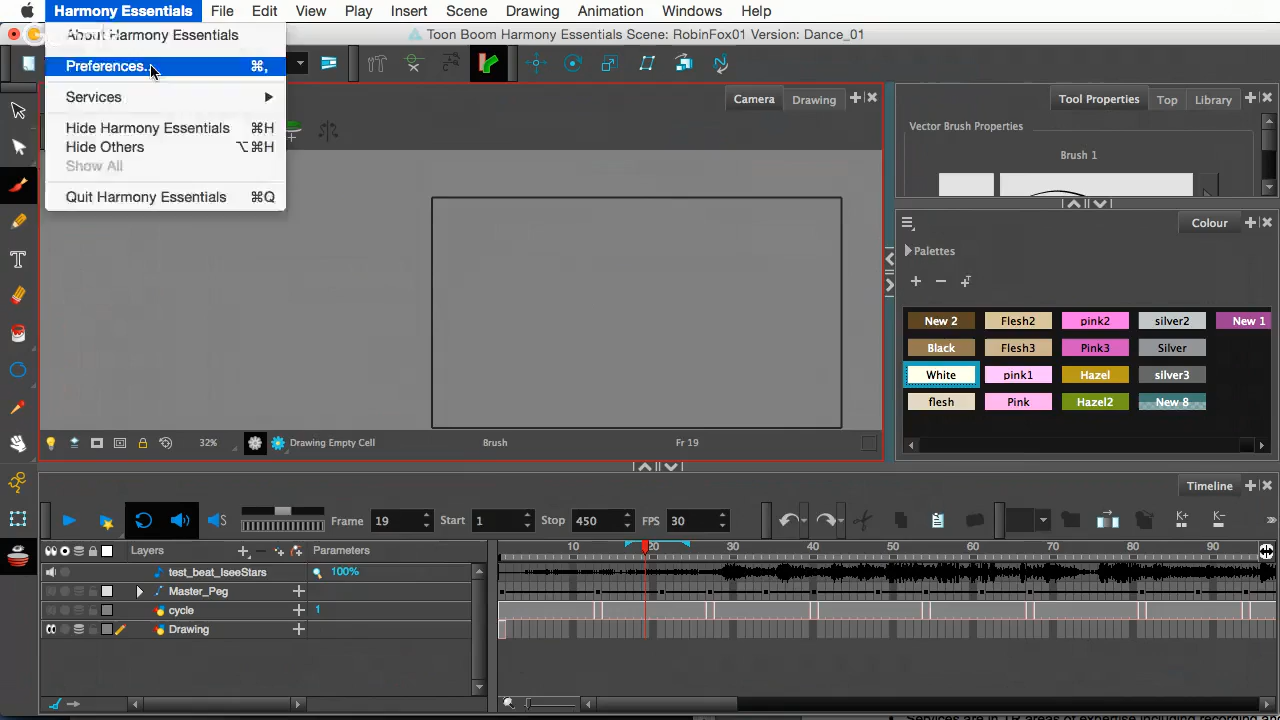 Harmony Essentials File Edit View Play Insert Scene Drawing Animation Windows Help
Toon Boom Harmony Essentials Scene: RobinFox01 Version: Dance_01
About Harmony Essentials
Preferences... ⌘,
Services
Hide Harmony Essentials ⌘H
Hide Others ⌥⌘H
Show All
Quit Harmony Essentials ⌘Q
Camera Drawing
Tool Properties Top Library
Vector Brush Properties
Brush 1
Colour
Palettes
New 2 Flesh2 pink2 silver2 New 1
Black Flesh3 Pink3 Silver
White pink1 Hazel silver3
flesh Pink Hazel2 New 8
32% Drawing Empty Cell Brush Fr 19
Timeline
Frame 19 Start 1 Stop 450 FPS 30
Layers Parameters
10 20 30 40 50 60 70 80 90
test_beat_IseeStars 100%
Master_Peg
cycle 1
Drawing